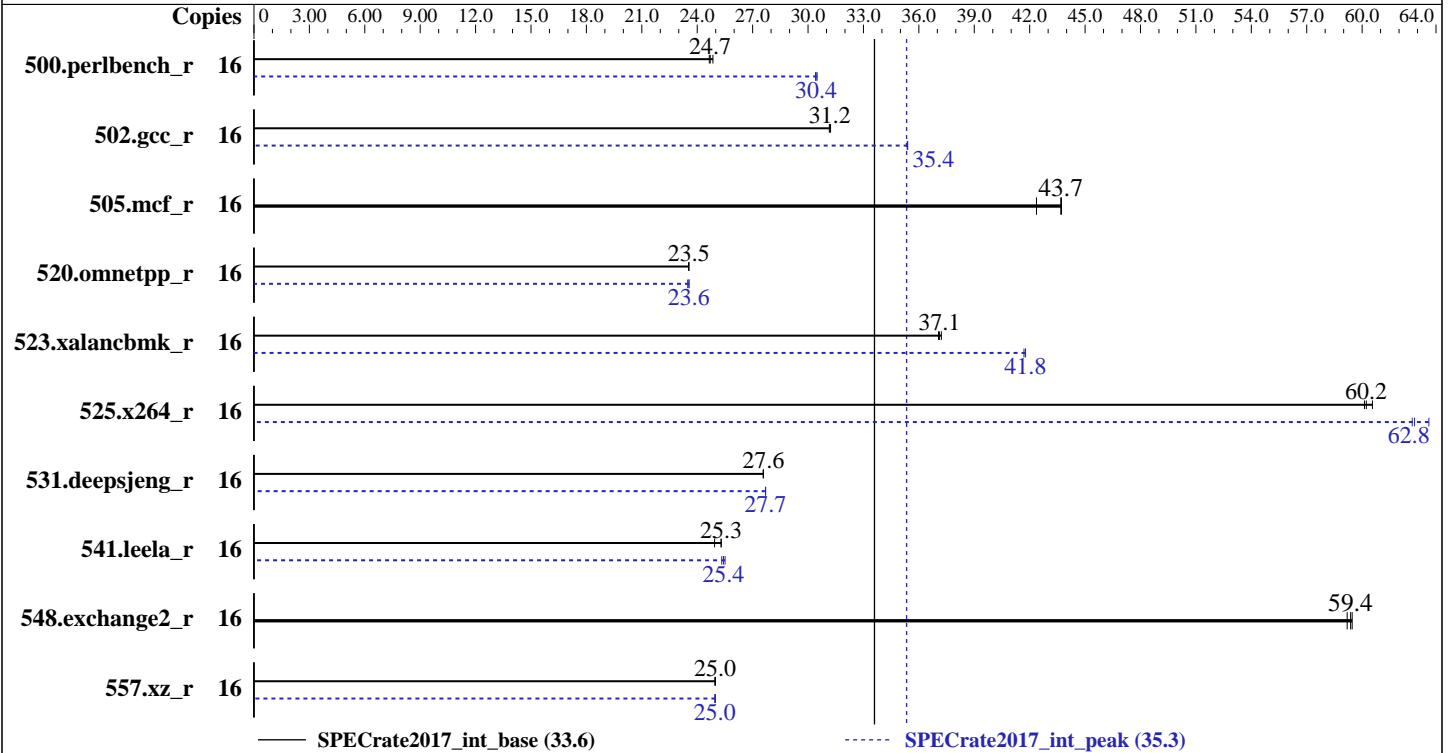 Copies 0 3.00 6.00 9.00 12.0 15.0 18.0 21.0 24.0 27.0 30.0 33.0 36.0 39.0 42.0 45.0 48.0 51.0 54.0 57.0 60.0 64.0
500.perlbench_r 16 24.7
30.4
502.gcc_r 16 31.2
35.4
505.mcf_r 16 43.7
520.omnetpp_r 16 23.5
23.6
523.xalancbmk_r 16 37.1
41.8
525.x264_r 16 60.2
62.8
531.deepsjeng_r 16 27.6
27.7
541.leela_r 16 25.3
25.4
548.exchange2_r 16 59.4
557.xz_r 16 25.0
25.0
SPECrate2017_int_base (33.6) SPECrate2017_int_peak (35.3)